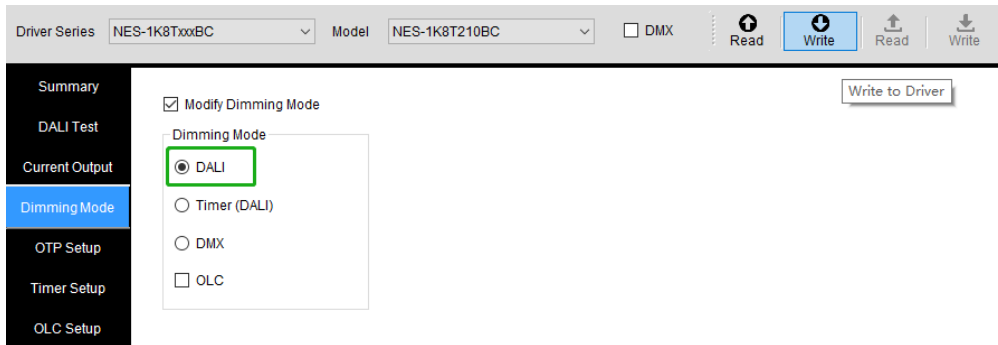 Driver Series NES-1K8TxxxBC Model NES-1K8T210BC DMX Read Write Read Write
Write to Driver
Summary
DALI Test
Current Output
Dimming Mode
OTP Setup
Timer Setup
OLC Setup
Modify Dimming Mode
Dimming Mode
DALI
Timer (DALI)
DMX
OLC